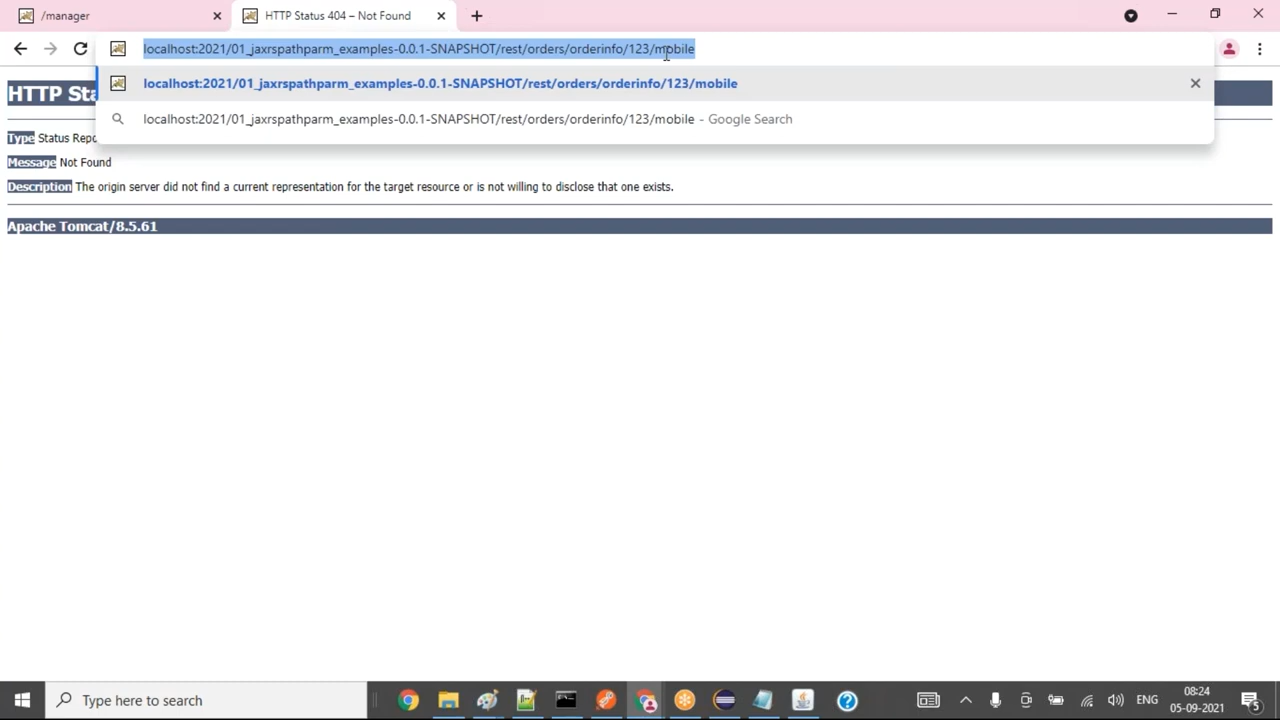 /manager
HTTP Status 404 – Not Found
localhost:2021/01_jaxrspathparm_examples-0.0.1-SNAPSHOT/rest/orders/orderinfo/123/mobile
localhost:2021/01_jaxrspathparm_examples-0.0.1-SNAPSHOT/rest/orders/orderinfo/123/mobile
localhost:2021/01_jaxrspathparm_examples-0.0.1-SNAPSHOT/rest/orders/orderinfo/123/mobile - Google Search
HTTP Sta
Type Status Repo
Message Not Found
Description The origin server did not find a current representation for the target resource or is not willing to disclose that one exists.
Apache Tomcat/8.5.61
Type here to search
ENG
08:24
05-09-2021
5